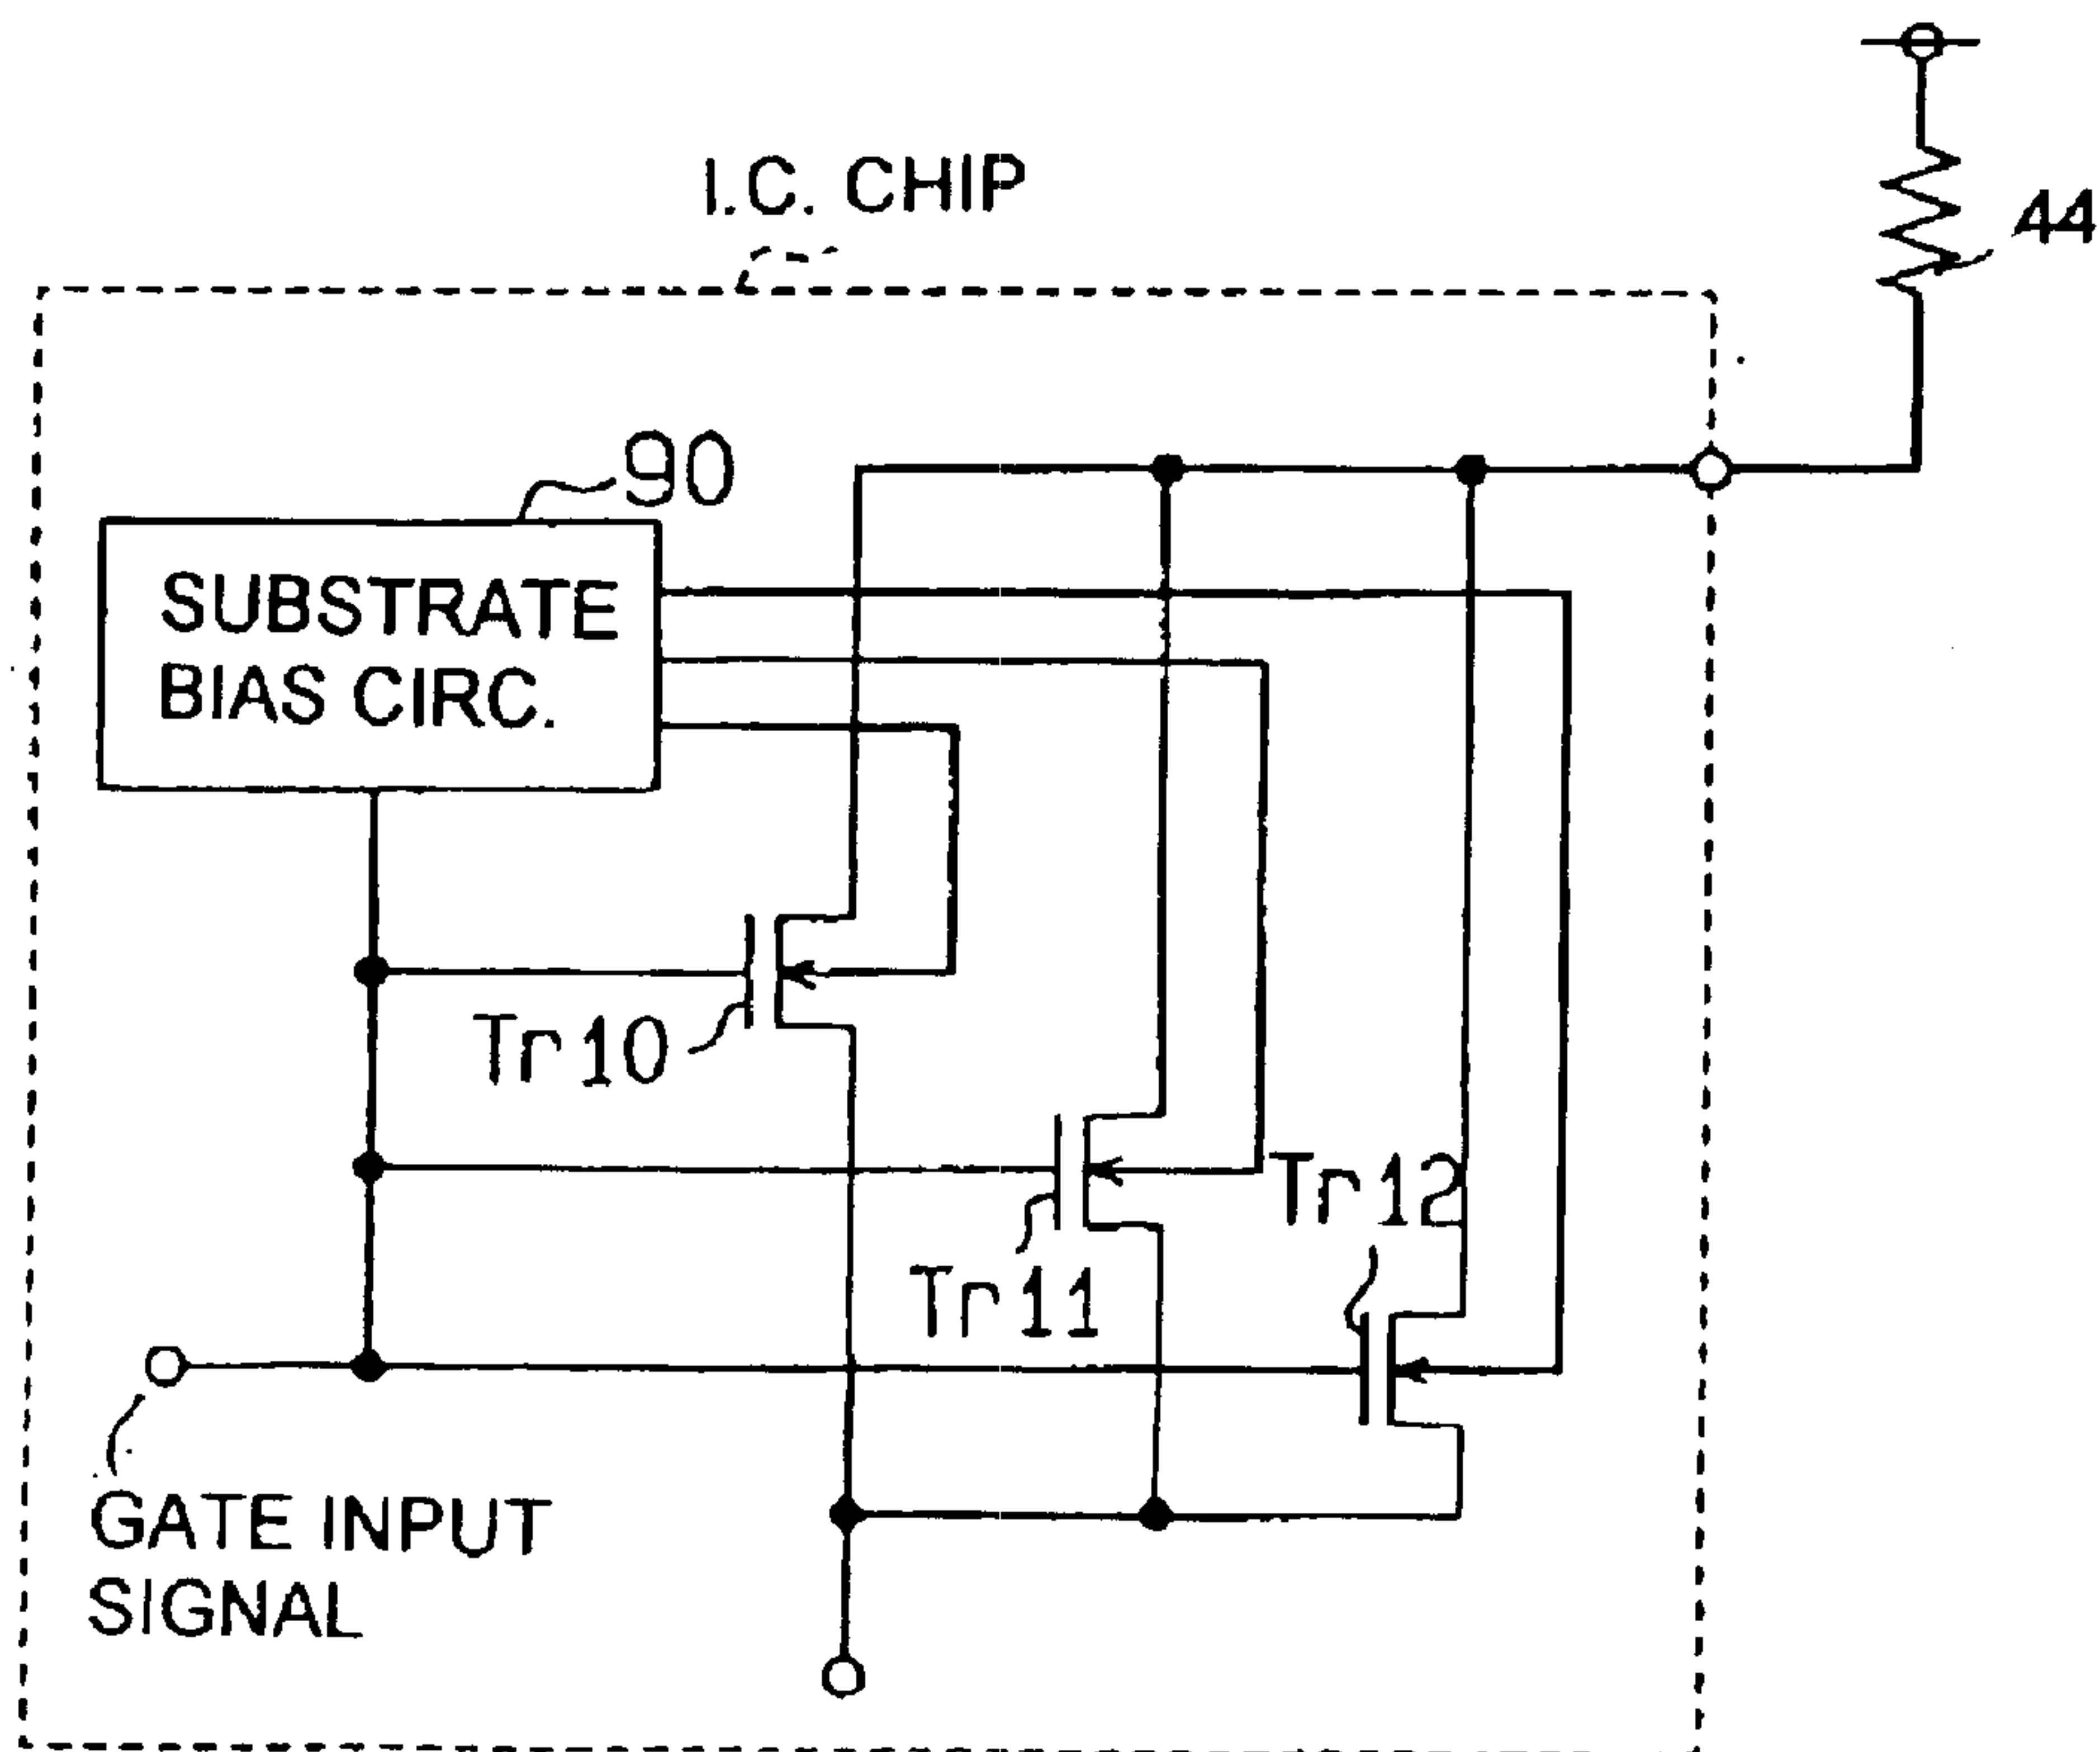 I.C. CHIP
44
90
SUBSTRATE
BIAS CIRC.
Tr10
Tr12
Tr11
GATE INPUT
SIGNAL